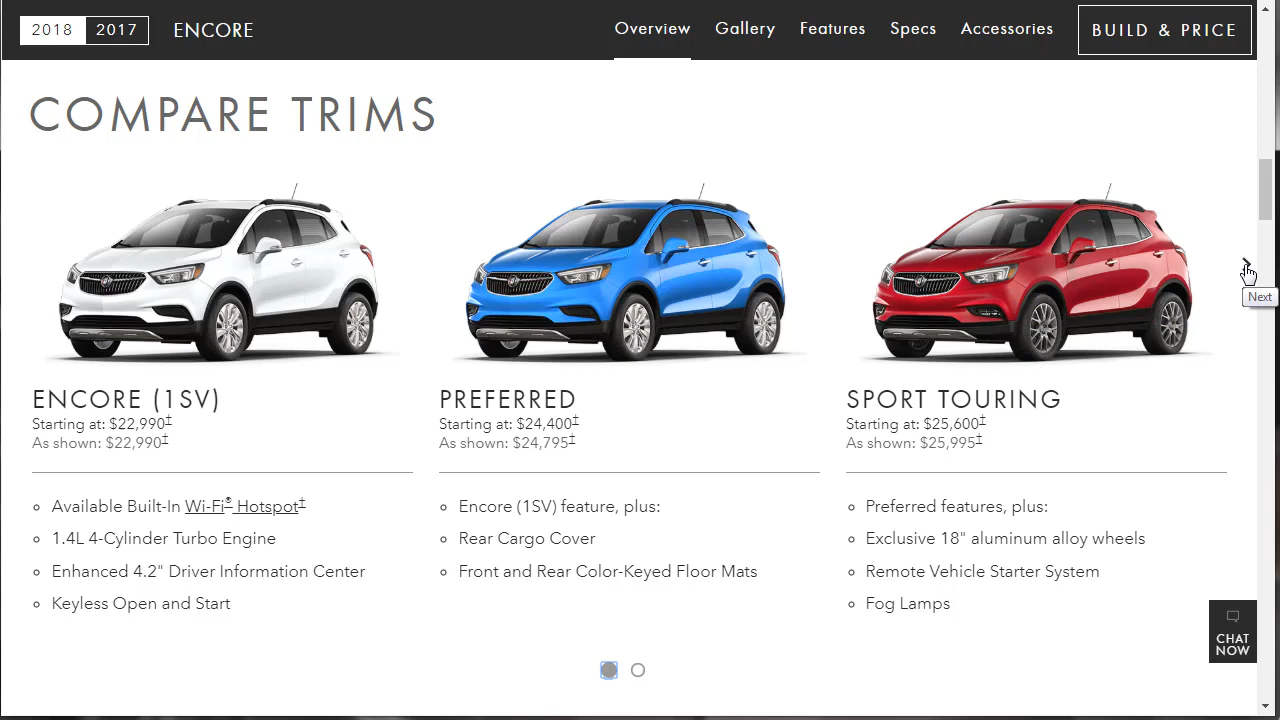 2018 2017 ENCORE Overview Gallery Features Specs Accessories BUILD & PRICE
COMPARE TRIMS
Next
ENCORE (1SV)
Starting at: $22,990‡
As shown: $22,990‡
Available Built-In Wi-Fi® Hotspot‡
1.4L 4-Cylinder Turbo Engine
Enhanced 4.2" Driver Information Center
Keyless Open and Start
PREFERRED
Starting at: $24,400‡
As shown: $24,795‡
Encore (1SV) feature, plus:
Rear Cargo Cover
Front and Rear Color-Keyed Floor Mats
SPORT TOURING
Starting at: $25,600‡
As shown: $25,995‡
Preferred features, plus:
Exclusive 18" aluminum alloy wheels
Remote Vehicle Starter System
Fog Lamps
CHAT
NOW